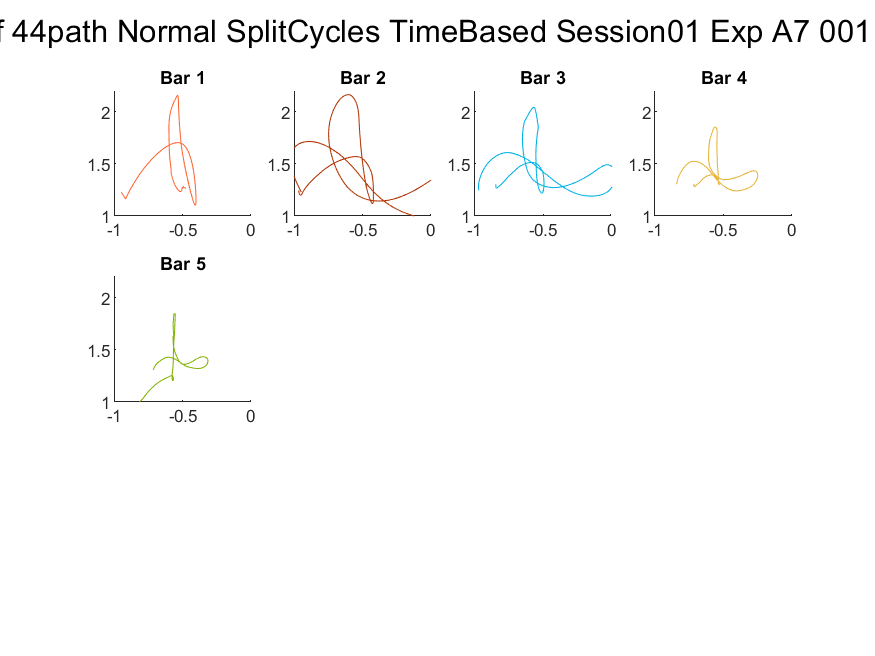 f 44path Normal SplitCycles TimeBased Session01 Exp A7 001
Bar 1 Bar 2 Bar 3 Bar 4
2 2 2 2
1.5 1.5 1.5 1.5
1 1 1 1
-1 -0.5 0 -1 -0.5 0 -1 -0.5 0 -1 -0.5 0
Bar 5
2
1.5
1
-1 -0.5 0